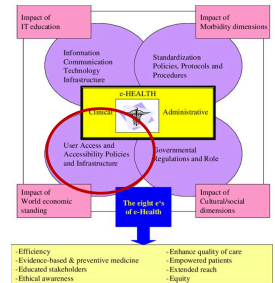 Impact of
IT education
Impact of
Morbidity dimensions
Information
Communication
Technology
Infrastructure
Standardization
Policies, Protocols and
Procedures
e-HEALTH
Clinical
Administrative
User Access and
Accessibility Policies
and Infrastructure
Governmental
Regulations and Role
Impact of
World economic
standing
The eight e's
of e-Health
Impact of
Cultural/social
dimensions
-Efficiency
-Evidence-based & preventive medicine
-Educated stakeholders
-Ethical awareness
-Enhance quality of care
-Empowered patients
-Extended reach
-Equity